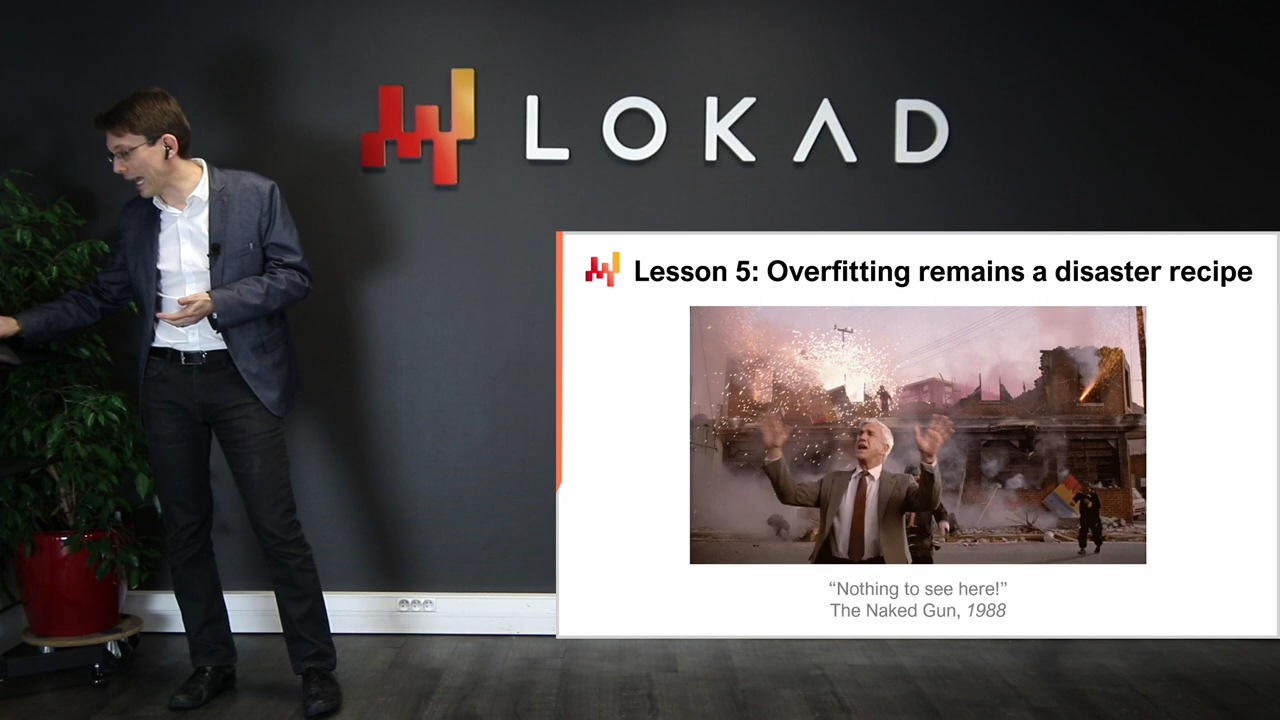 LOKAD
Lesson 5: Overfitting remains a disaster recipe
“Nothing to see here!”
The Naked Gun, 1988